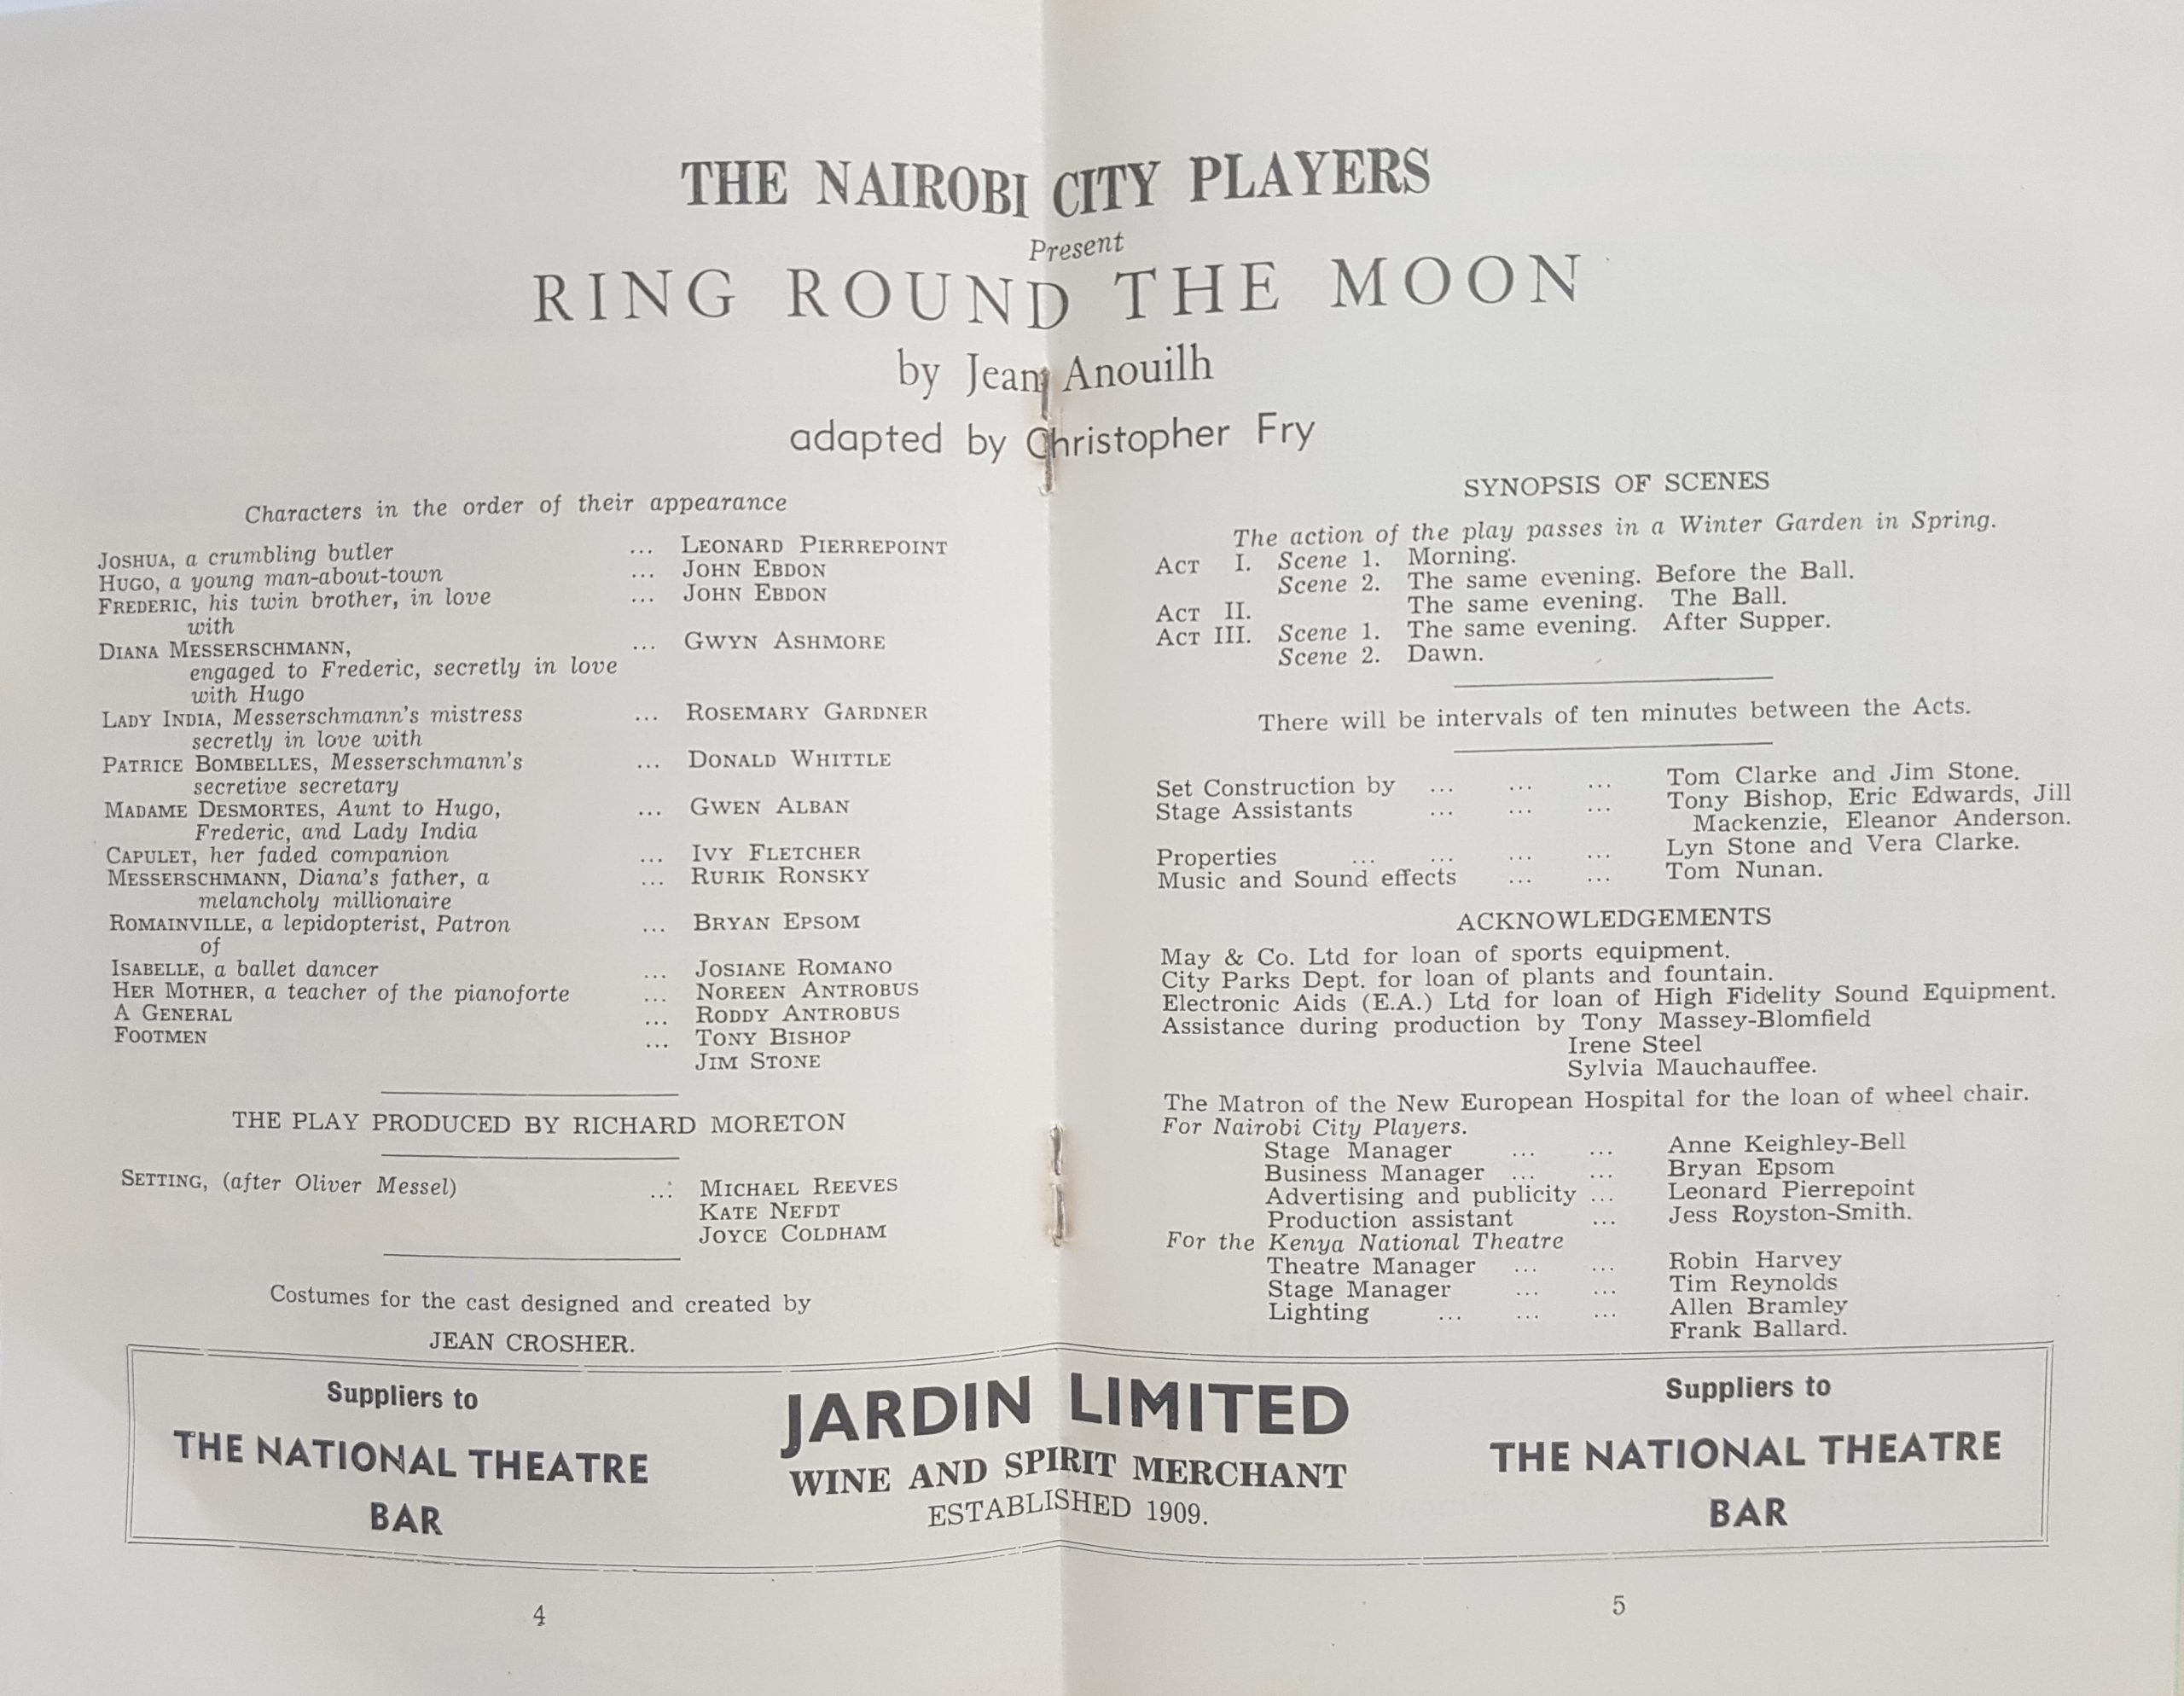 THE NAIROBI CITY PLAYERS
Present
RING ROUND THE MOON
by Jean Anouilh
adapted by Christopher Fry
Characters in the order of their appearance
JOSHUA, a crumbling butler ... LEONARD PIERREPOINT
HUGO, a young man-about-town ... JOHN EBDON
FREDERIC, his twin brother, in love ... JOHN EBDON
with
DIANA MESSERSCHMANN, ... GWYN ASHMORE
engaged to Frederic, secretly in love
with Hugo
LADY INDIA, Messerschmann's mistress ... ROSEMARY GARDNER
secretly in love with
PATRICE BOMBELLES, Messerschmann's ... DONALD WHITTLE
secretive secretary
MADAME DESMORTES, Aunt to Hugo, ... GWEN ALBAN
Frederic, and Lady India
CAPULET, her faded companion ... IVY FLETCHER
MESSERSCHMANN, Diana's father, a ... RURIK RONSKY
melancholy millionaire
ROMAINVILLE, a lepidopterist, Patron ... BRYAN EPSOM
of
ISABELLE, a ballet dancer ... JOSIANE ROMANO
HER MOTHER, a teacher of the pianoforte ... NOREEN ANTROBUS
A GENERAL ... RODDY ANTROBUS
FOOTMEN ... TONY BISHOP
JIM STONE
THE PLAY PRODUCED BY RICHARD MORETON
SETTING, (after Oliver Messel) ... MICHAEL REEVES
KATE NEFDT
JOYCE COLDHAM
Costumes for the cast designed and created by
JEAN CROSHER.
SYNOPSIS OF SCENES
The action of the play passes in a Winter Garden in Spring.
ACT I. Scene 1. Morning.
Scene 2. The same evening. Before the Ball.
ACT II. The same evening. The Ball.
ACT III. Scene 1. The same evening. After Supper.
Scene 2. Dawn.
There will be intervals of ten minutes between the Acts.
Set Construction by ... ... ... Tom Clarke and Jim Stone.
Stage Assistants ... ... ... Tony Bishop, Eric Edwards, Jill
Mackenzie, Eleanor Anderson.
Properties ... ... ... ... Lyn Stone and Vera Clarke.
Music and Sound effects ... ... Tom Nunan.
ACKNOWLEDGEMENTS
May & Co. Ltd for loan of sports equipment.
City Parks Dept. for loan of plants and fountain.
Electronic Aids (E.A.) Ltd for loan of High Fidelity Sound Equipment.
Assistance during production by Tony Massey-Blomfield
Irene Steel
Sylvia Mauchauffee.
The Matron of the New European Hospital for the loan of wheel chair.
For Nairobi City Players.
Stage Manager ... ... Anne Keighley-Bell
Business Manager ... ... Bryan Epsom
Advertising and publicity ... Leonard Pierrepoint
Production assistant ... Jess Royston-Smith.
For the Kenya National Theatre
Theatre Manager ... ... Robin Harvey
Stage Manager ... ... Tim Reynolds
Lighting ... ... ... Allen Bramley
Frank Ballard.
Suppliers to
THE NATIONAL THEATRE
BAR
JARDIN LIMITED
WINE AND SPIRIT MERCHANT
ESTABLISHED 1909.
Suppliers to
THE NATIONAL THEATRE
BAR
4
5